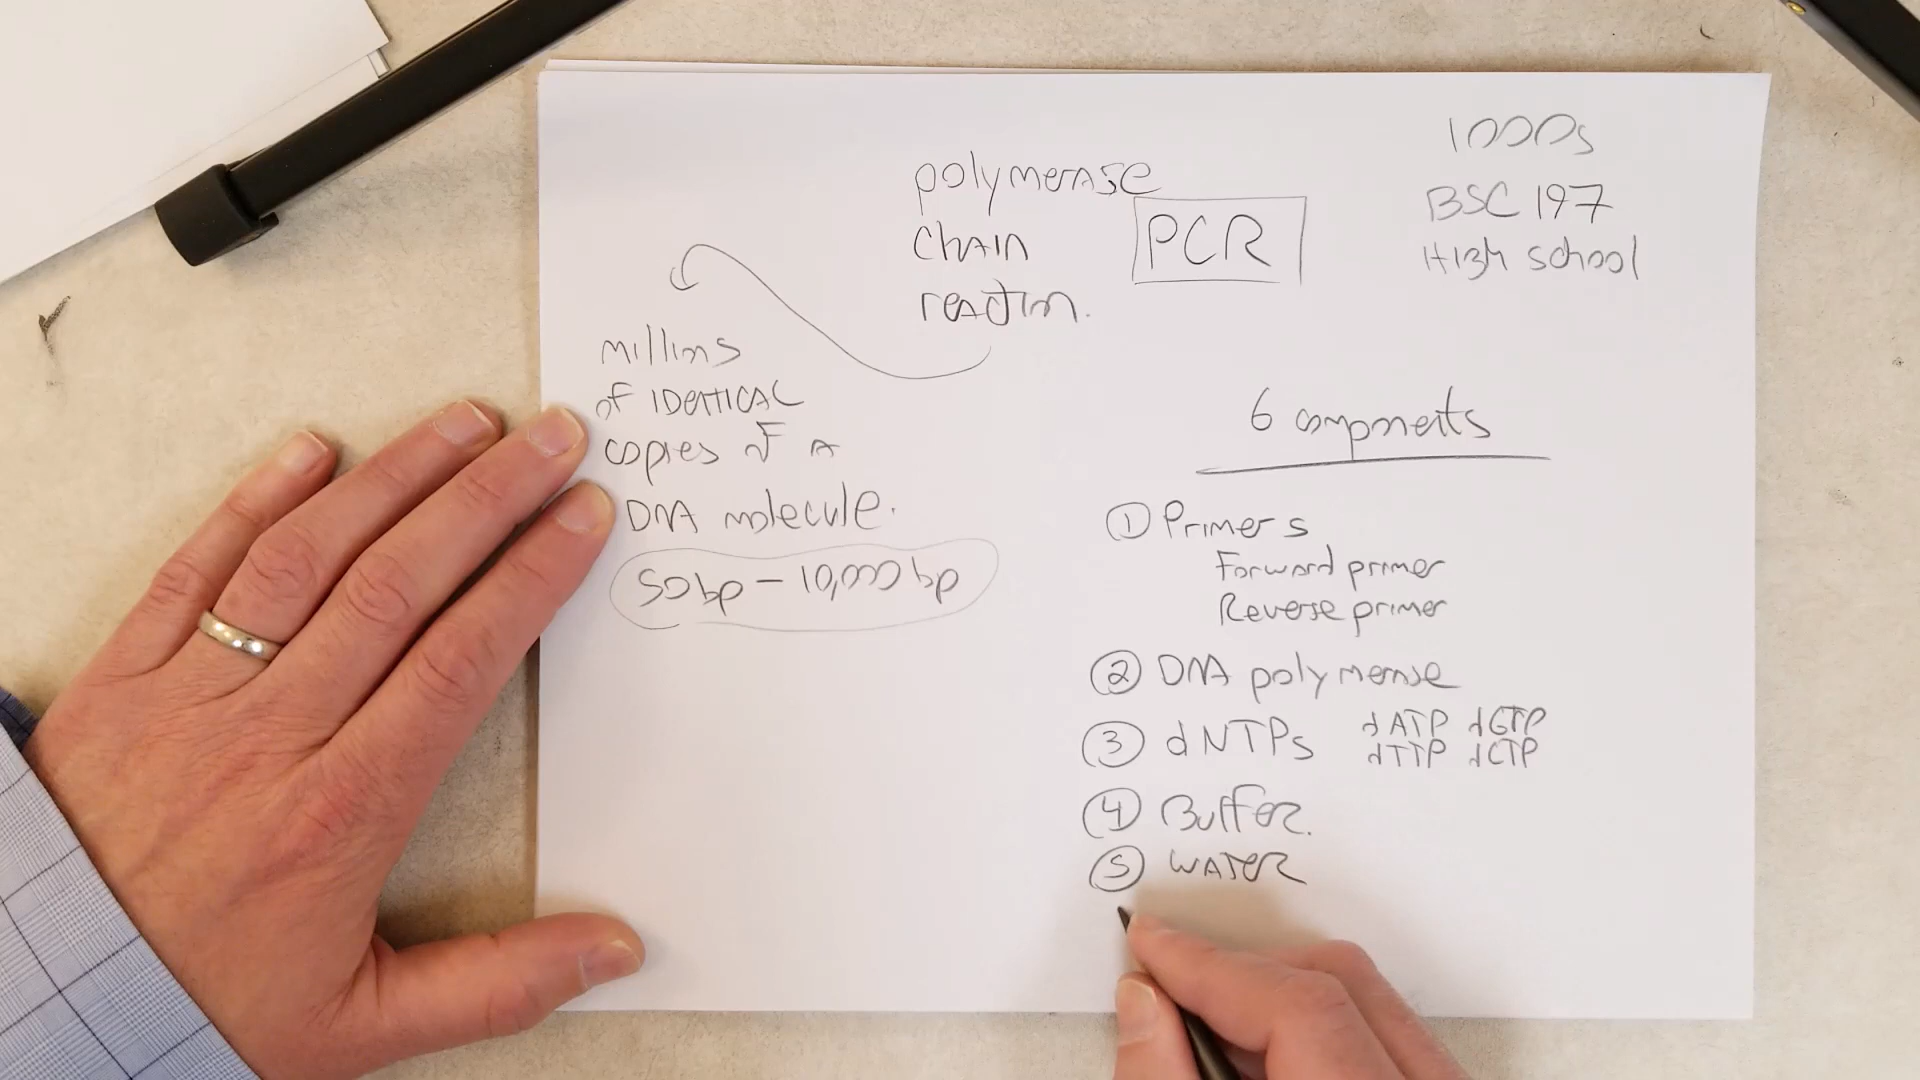 polymerase
chain
reaction.
PCR
1000s
BSC 197
High school
millions
of identical
copies of a
DNA molecule.
50bp – 10,000 bp
6 components
① Primers
Forward primer
Reverse primer
② DNA polymerase
③ dNTPs dATP dGTP
dTTP dCTP
④ Buffer.
⑤ WATER